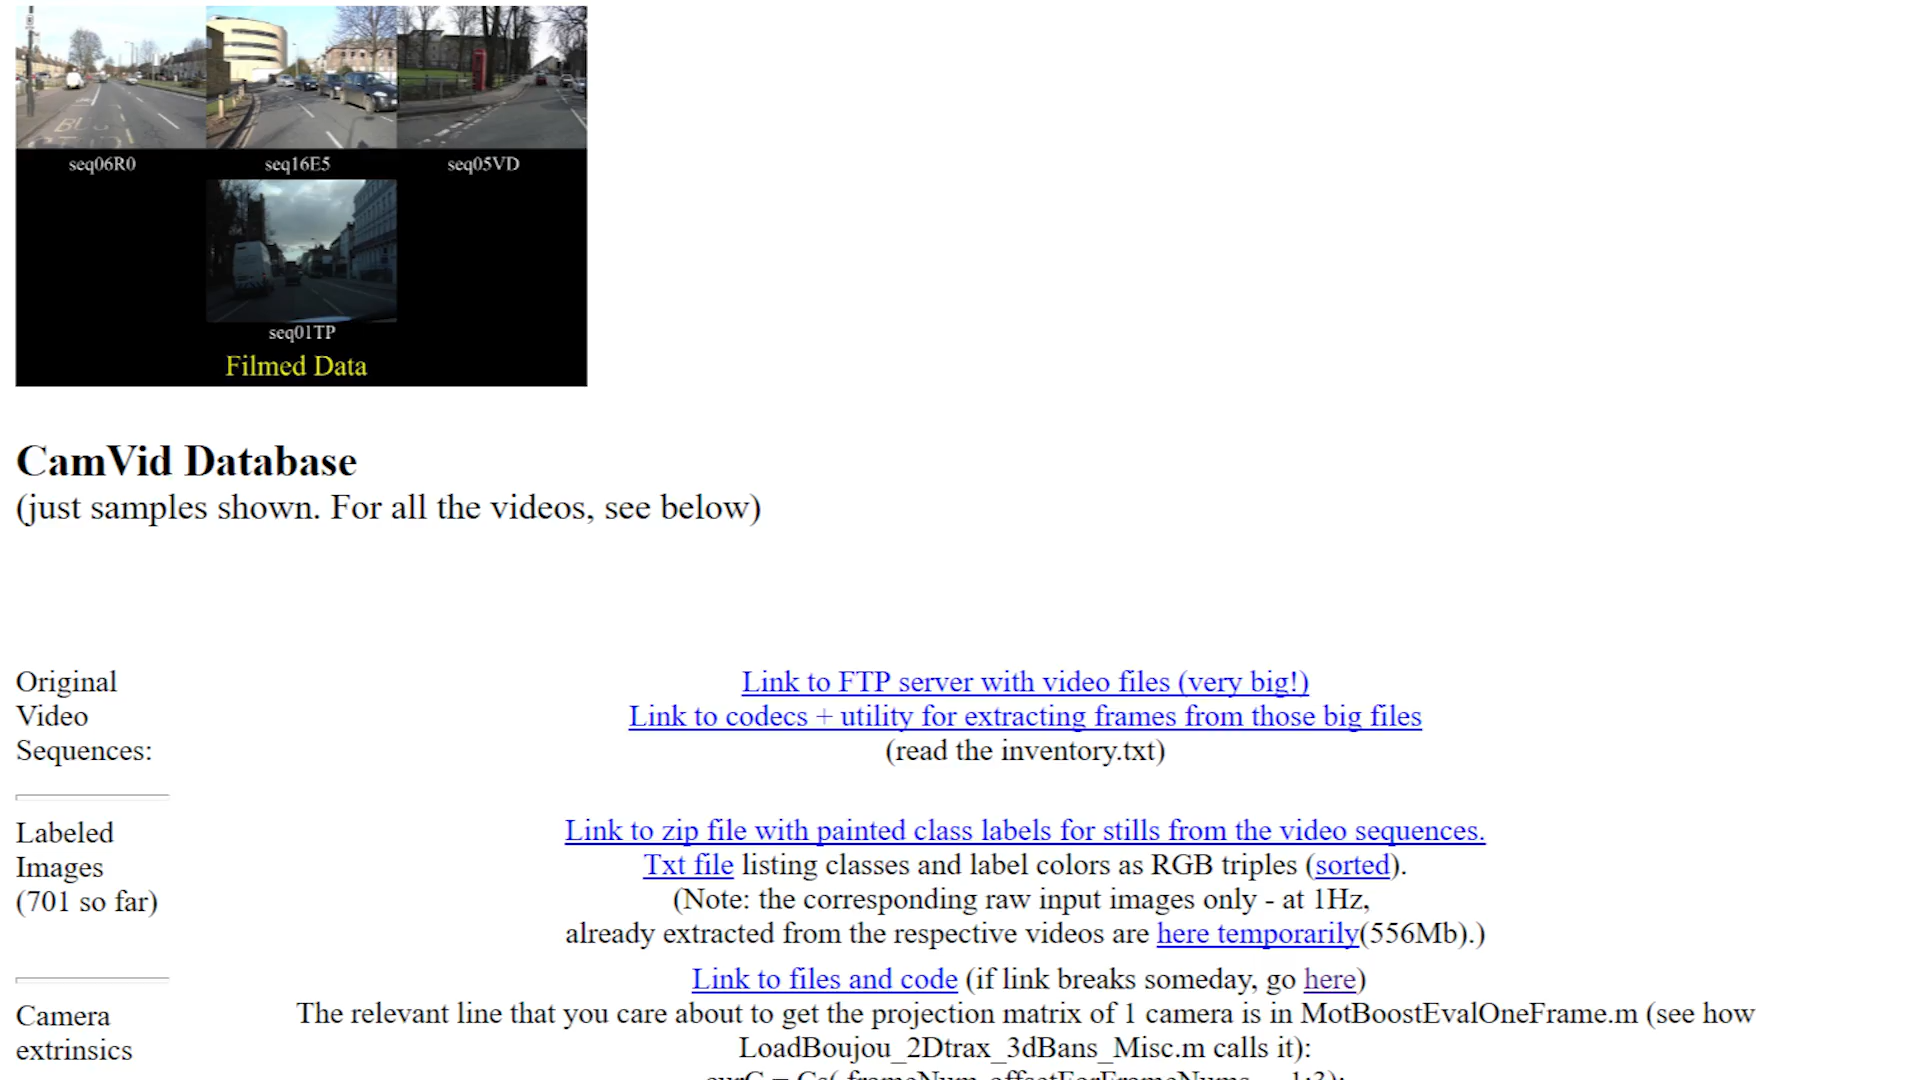 seq06R0 seq16E5 seq05VD
seq01TP
Filmed Data
CamVid Database
(just samples shown. For all the videos, see below)
Original
Video
Sequences:
Link to FTP server with video files (very big!)
Link to codecs + utility for extracting frames from those big files
(read the inventory.txt)
Labeled
Images
(701 so far)
Link to zip file with painted class labels for stills from the video sequences.
Txt file listing classes and label colors as RGB triples (sorted).
(Note: the corresponding raw input images only - at 1Hz,
already extracted from the respective videos are here temporarily(556Mb).)
Camera
extrinsics
Link to files and code (if link breaks someday, go here)
The relevant line that you care about to get the projection matrix of 1 camera is in MotBoostEvalOneFrame.m (see how
LoadBoujou_2Dtrax_3dBans_Misc.m calls it):